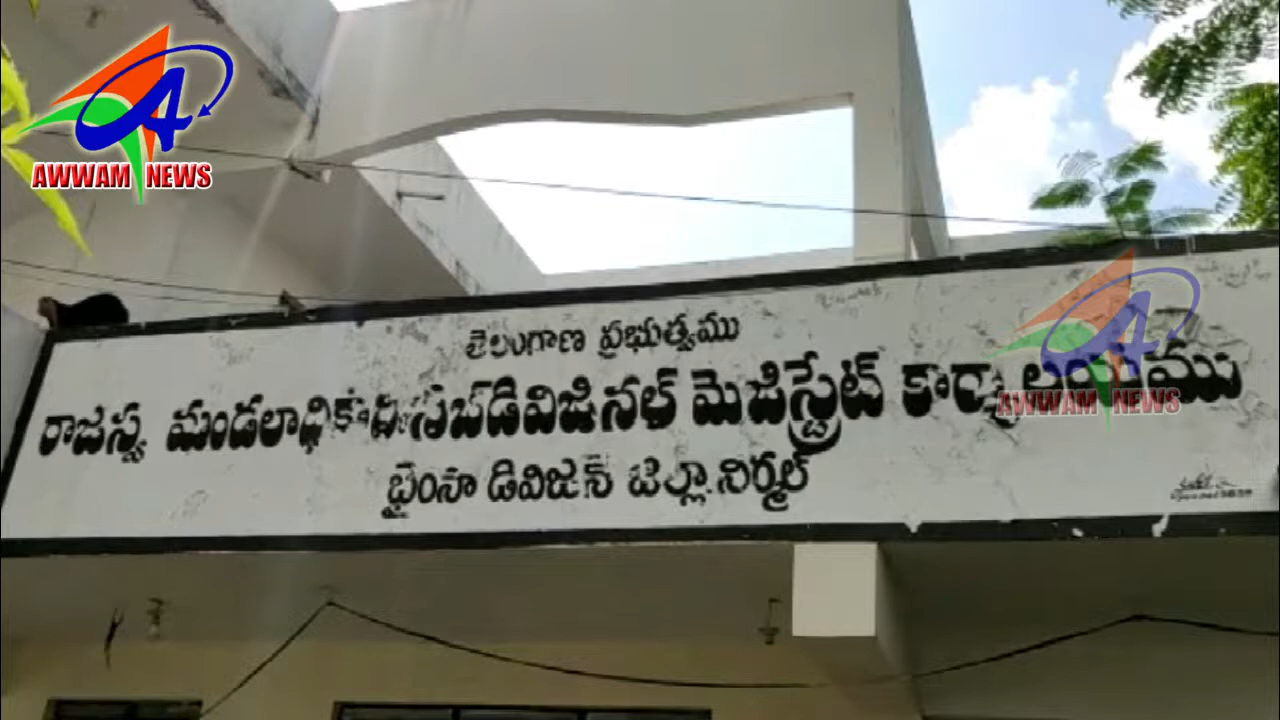 AWWAM NEWS
తెలంగాణ ప్రభుత్వము
రాజస్వ మండలాధికారి సబ్‌డివిజినల్ మెజిస్ట్రేట్ కార్యాలయము
భైంసా డివిజన్ జిల్లా.నిర్మల్
AWWAM NEWS